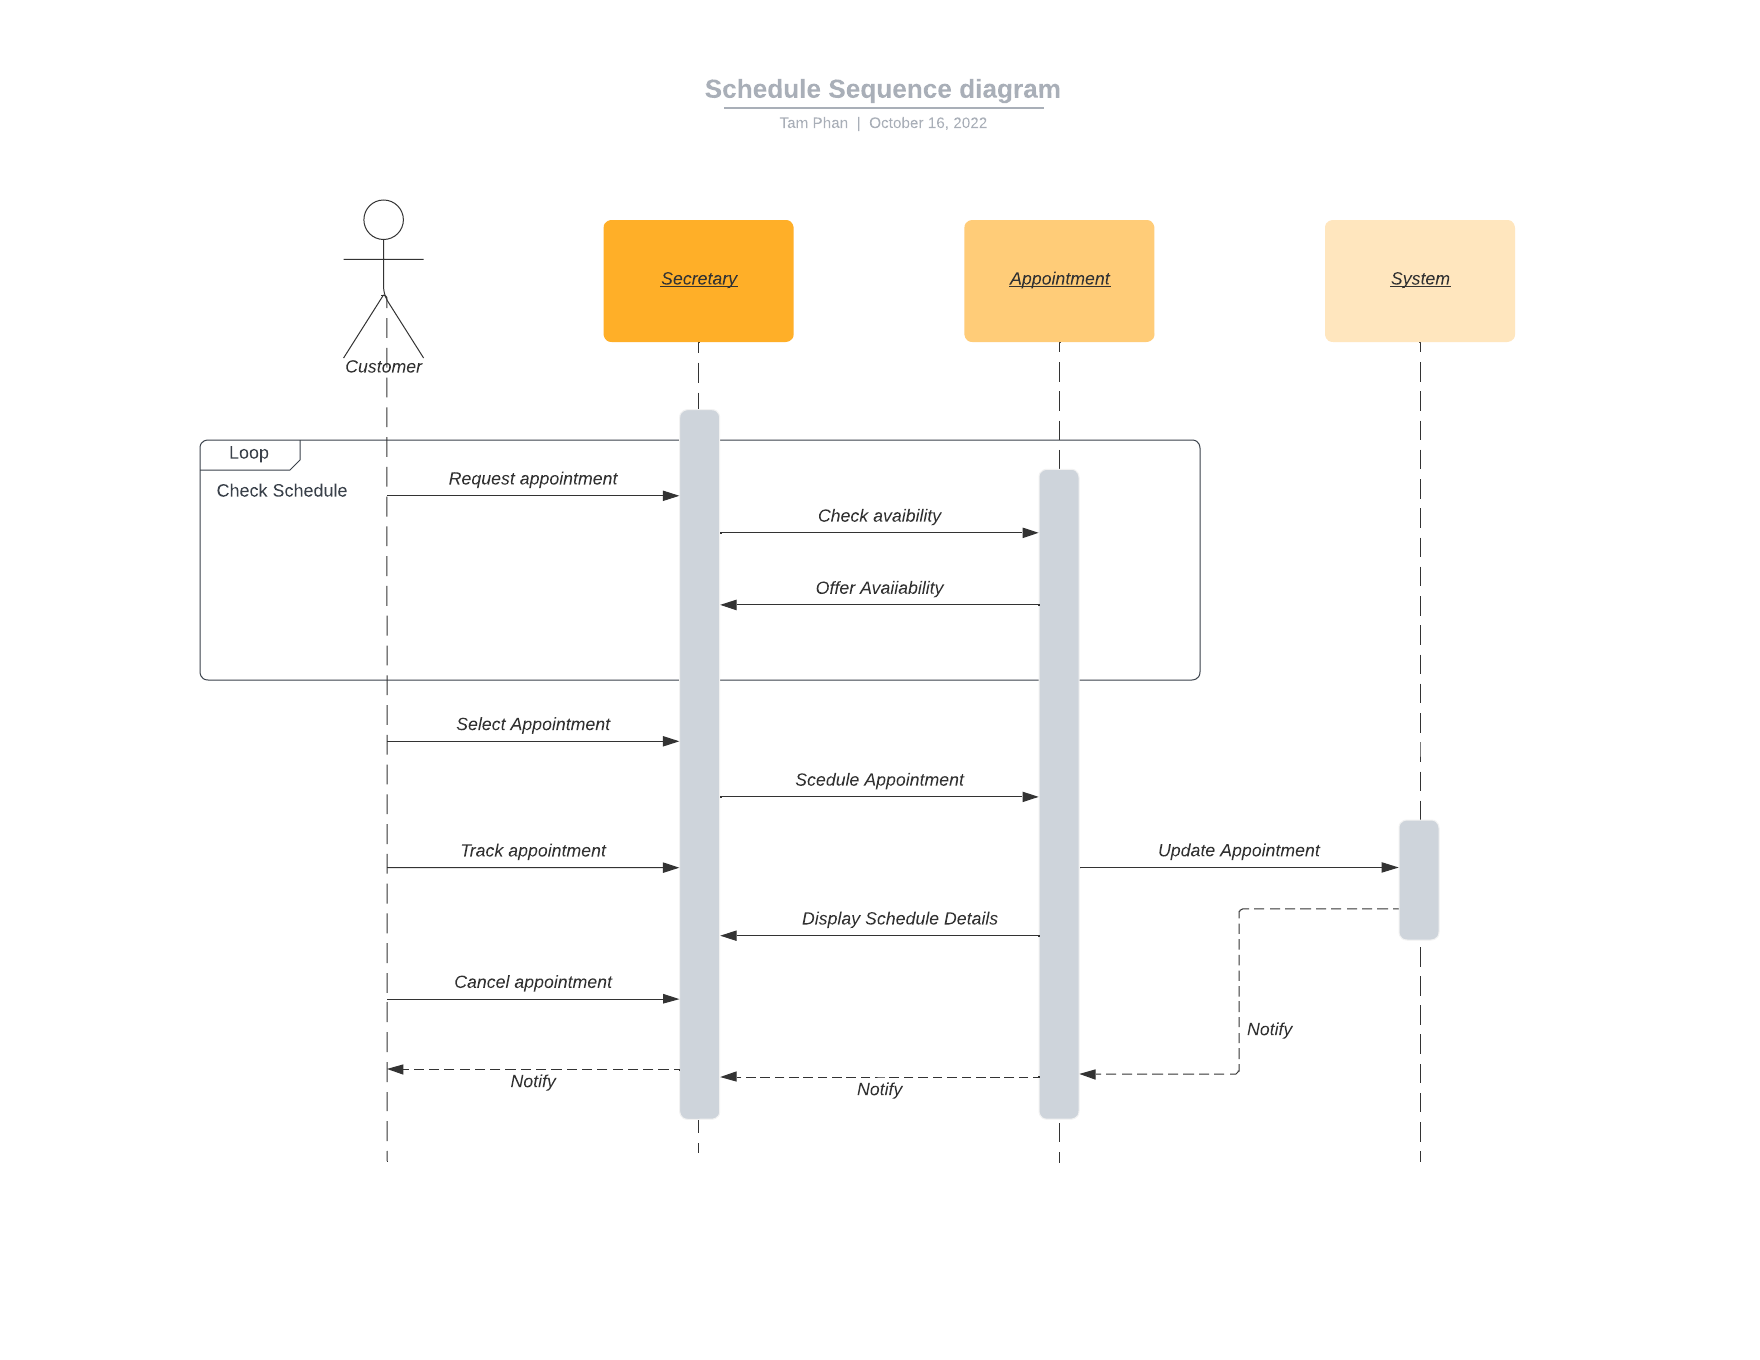 Schedule Sequence diagram
Tam Phan | October 16, 2022
Customer
Secretary
Appointment
System
Loop
Check Schedule
Request appointment
Check avaibility
Offer Avaiiability
Select Appointment
Scedule Appointment
Track appointment
Update Appointment
Display Schedule Details
Cancel appointment
Notify
Notify
Notify